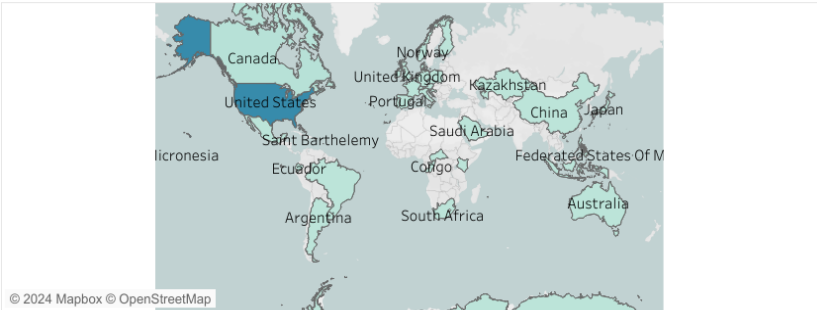 Canada
Norway
United Kingdom
Kazakhstan
United States
Portugal
China
Japan
Saudi Arabia
Saint Barthelemy
licronesia
Federated States Of M
Ecuador
Congo
Australia
Argentina
South Africa
© 2024 Mapbox © OpenStreetMap